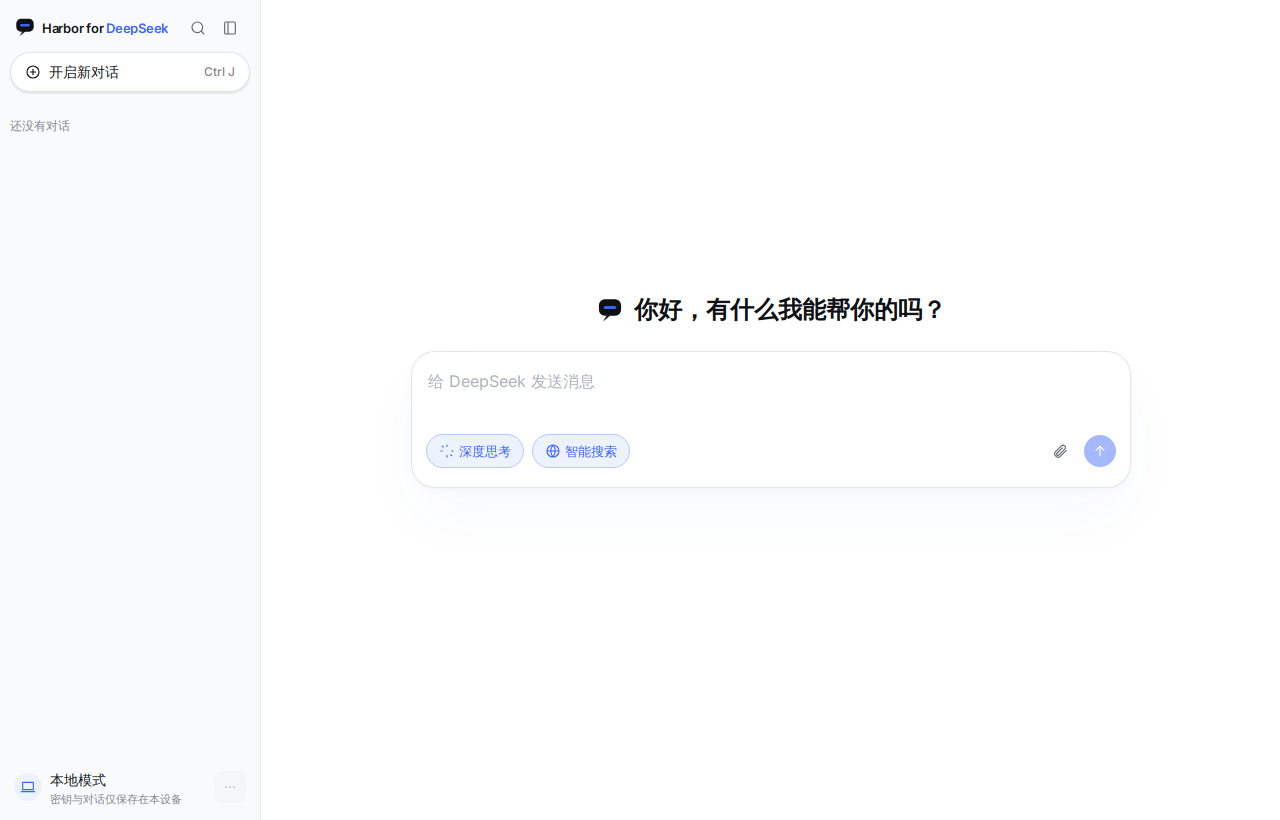 Harbor for DeepSeek
开启新对话 Ctrl J
还没有对话
你好，有什么我能帮你的吗？
给 DeepSeek 发送消息
深度思考 智能搜索
本地模式
密钥与对话仅保存在本设备